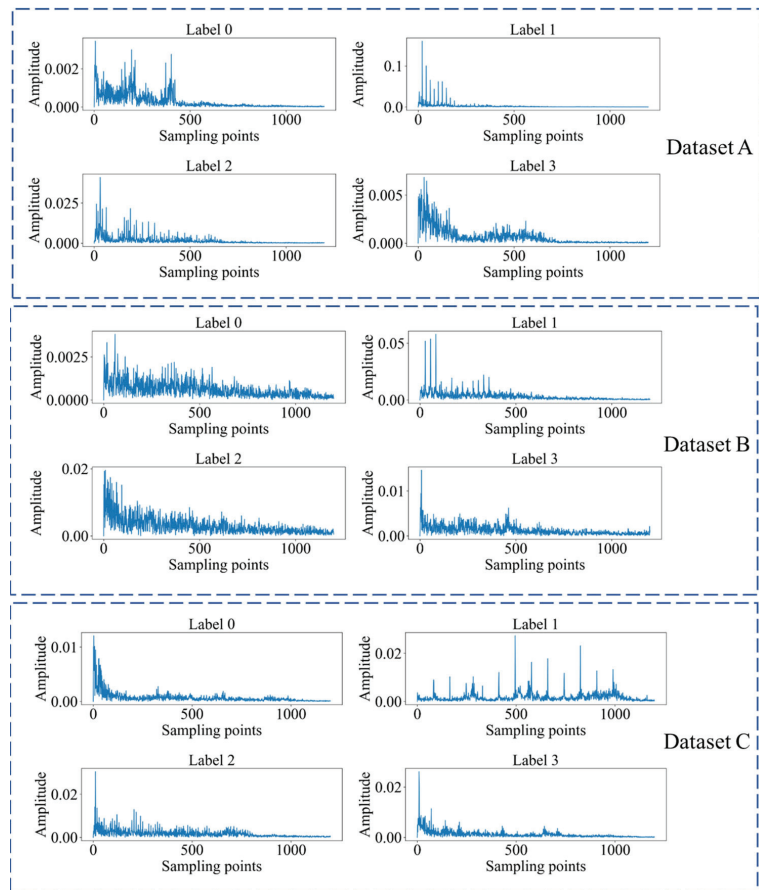 Label 0
Label 1
Amplitude
0.002
0.000
0 500 1000
Sampling points
Amplitude
0.1
0.0
0 500 1000
Sampling points
Label 2
Label 3
Amplitude
0.025
0.000
0 500 1000
Sampling points
Amplitude
0.005
0.000
0 500 1000
Sampling points
Dataset A
Label 0
Label 1
Amplitude
0.0025
0.0000
0 500 1000
Sampling points
Amplitude
0.05
0.00
0 500 1000
Sampling points
Label 2
Label 3
Amplitude
0.02
0.00
0 500 1000
Sampling points
Amplitude
0.01
0.00
0 500 1000
Sampling points
Dataset B
Label 0
Label 1
Amplitude
0.01
0.00
0 500 1000
Sampling points
Amplitude
0.02
0.00
0 500 1000
Sampling points
Label 2
Label 3
Amplitude
0.02
0.00
0 500 1000
Sampling points
Amplitude
0.02
0.00
0 500 1000
Sampling points
Dataset C